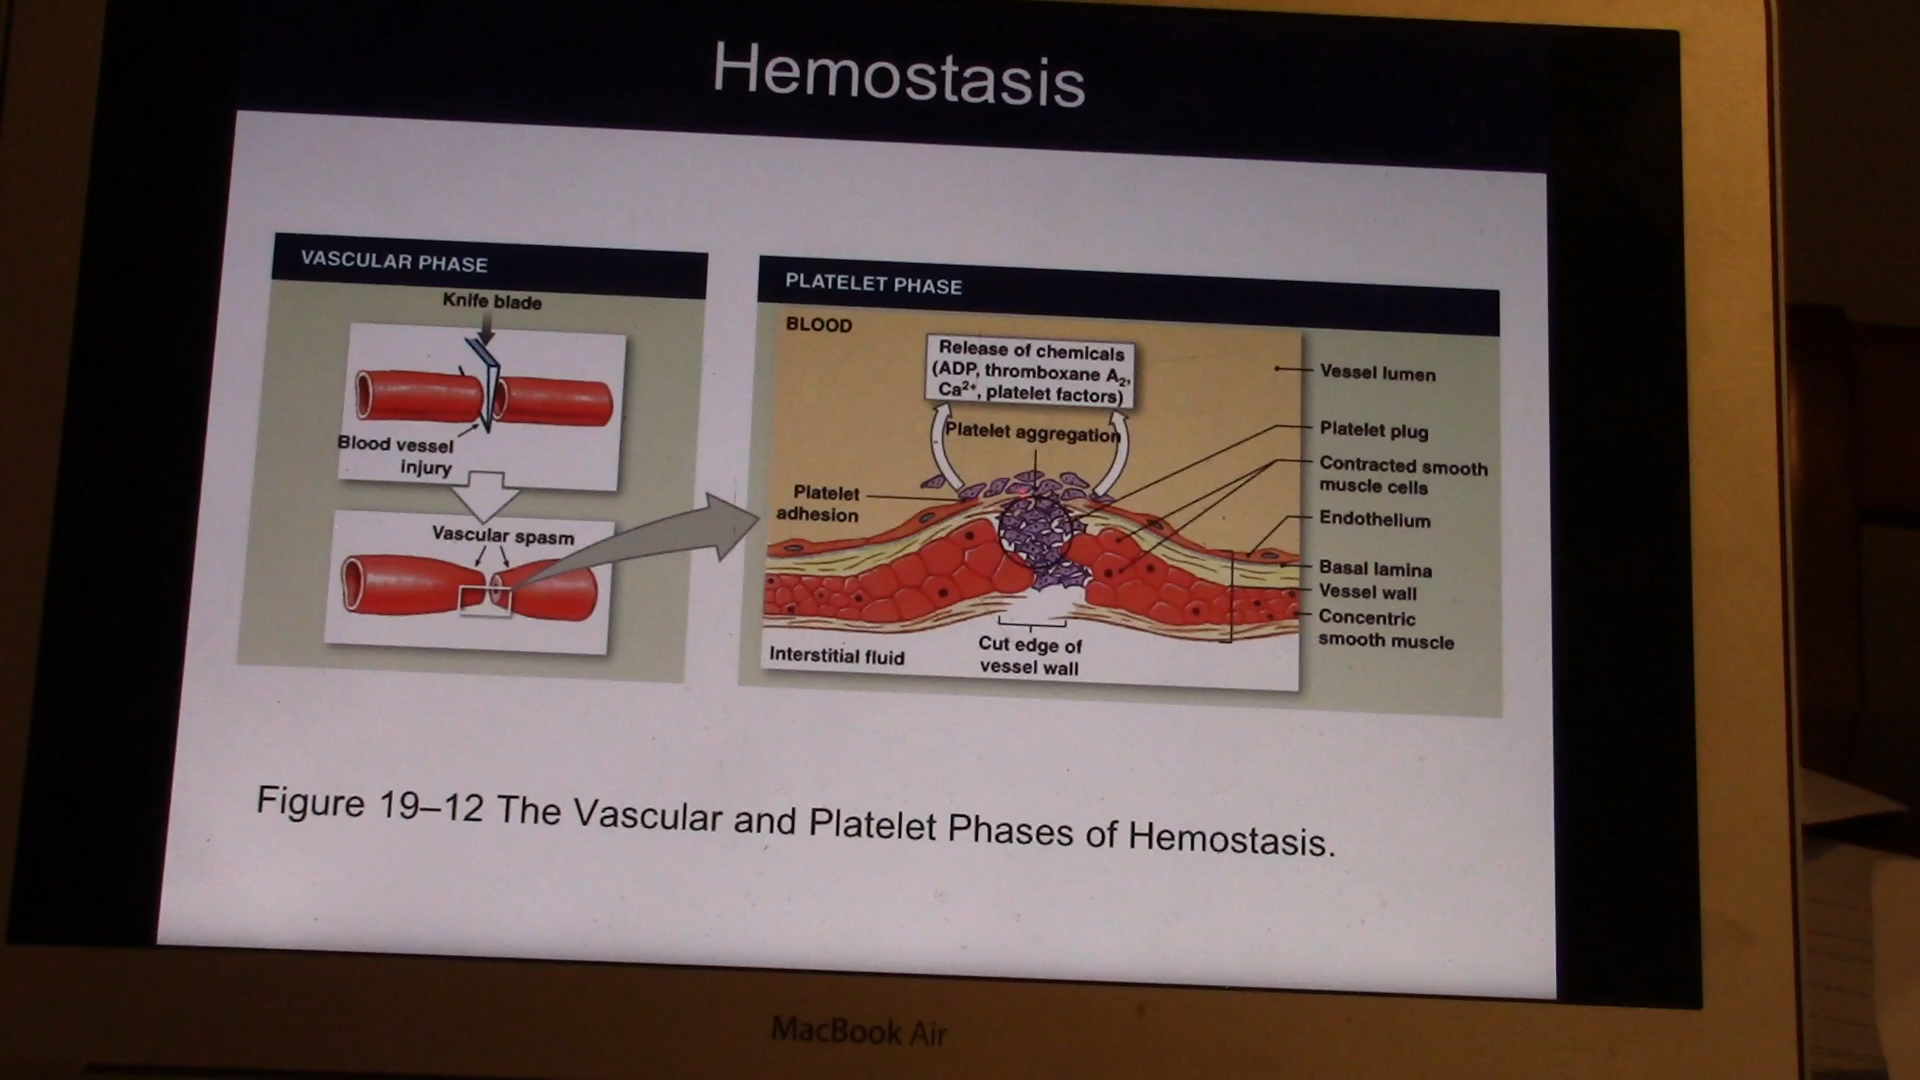 Hemostasis
VASCULAR PHASE
Knife blade
Blood vessel
injury
Vascular spasm
PLATELET PHASE
BLOOD
Release of chemicals
(ADP, thromboxane A₂,
Ca²⁺, platelet factors)
Platelet aggregation
Platelet
adhesion
Vessel lumen
Platelet plug
Contracted smooth
muscle cells
Endothelium
Basal lamina
Vessel wall
Concentric
smooth muscle
Cut edge of
vessel wall
Interstitial fluid
Figure 19–12 The Vascular and Platelet Phases of Hemostasis.
MacBook Air